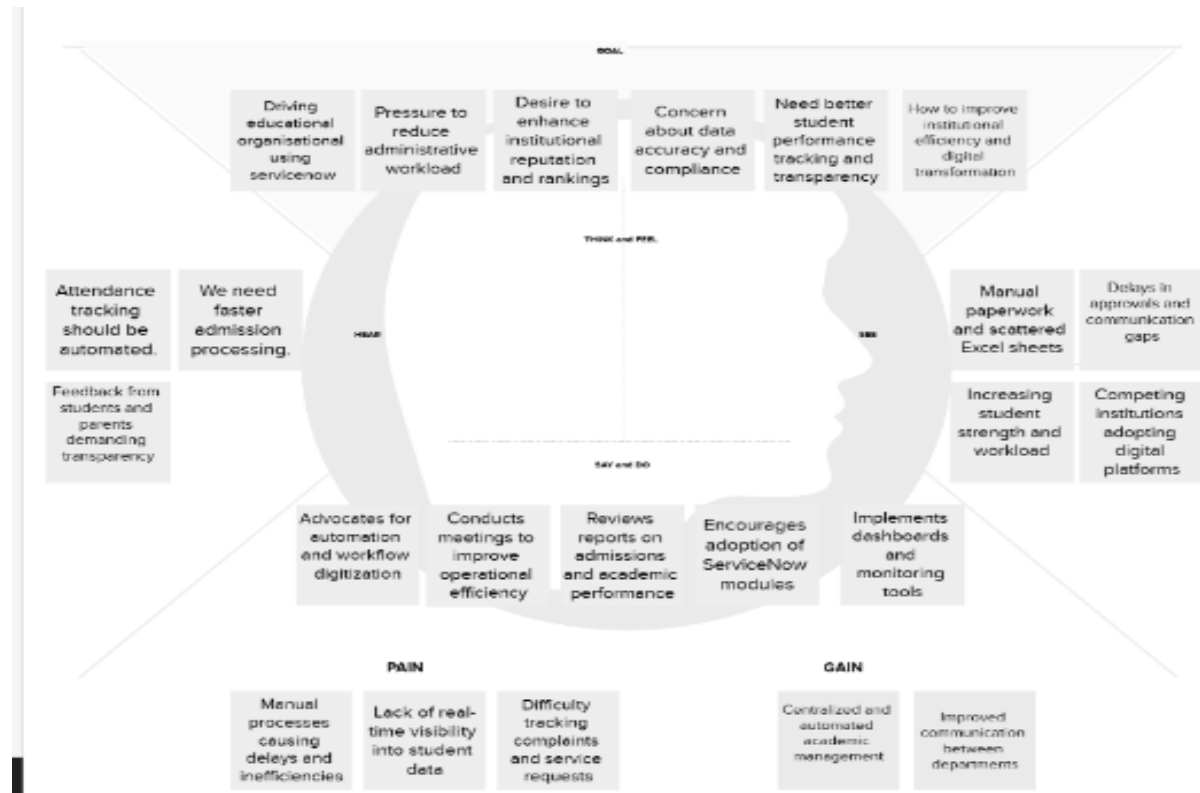 GOAL
Driving
educational
organisational
using
servicenow
Pressure to
reduce
administrative
workload
Desire to
enhance
institutional
reputation
and rankings
Concern
about data
accuracy and
compliance
Need better
student
performance
tracking and
transparency
How to improve
institutional
efficiency and
digital
transformation
THINK and FEEL
Attendance
tracking
should be
automated.
We need
faster
admission
processing.
Feedback from
students and
parents
demanding
transparency
HEAR
SEE
Manual
paperwork
and scattered
Excel sheets
Delays in
approvals and
communication
gaps
Increasing
student
strength and
workload
Competing
institutions
adopting
digital
platforms
SAY and DO
Advocates for
automation
and workflow
digitization
Conducts
meetings to
improve
operational
efficiency
Reviews
reports on
admissions
and academic
performance
Encourages
adoption of
ServiceNow
modules
Implements
dashboards
and
monitoring
tools
PAIN
Manual
processes
causing
delays and
inefficiencies
Lack of real-
time visibility
into student
data
Difficulty
tracking
complaints
and service
requests
GAIN
Centralized and
automated
academic
management
Improved
communication
between
departments